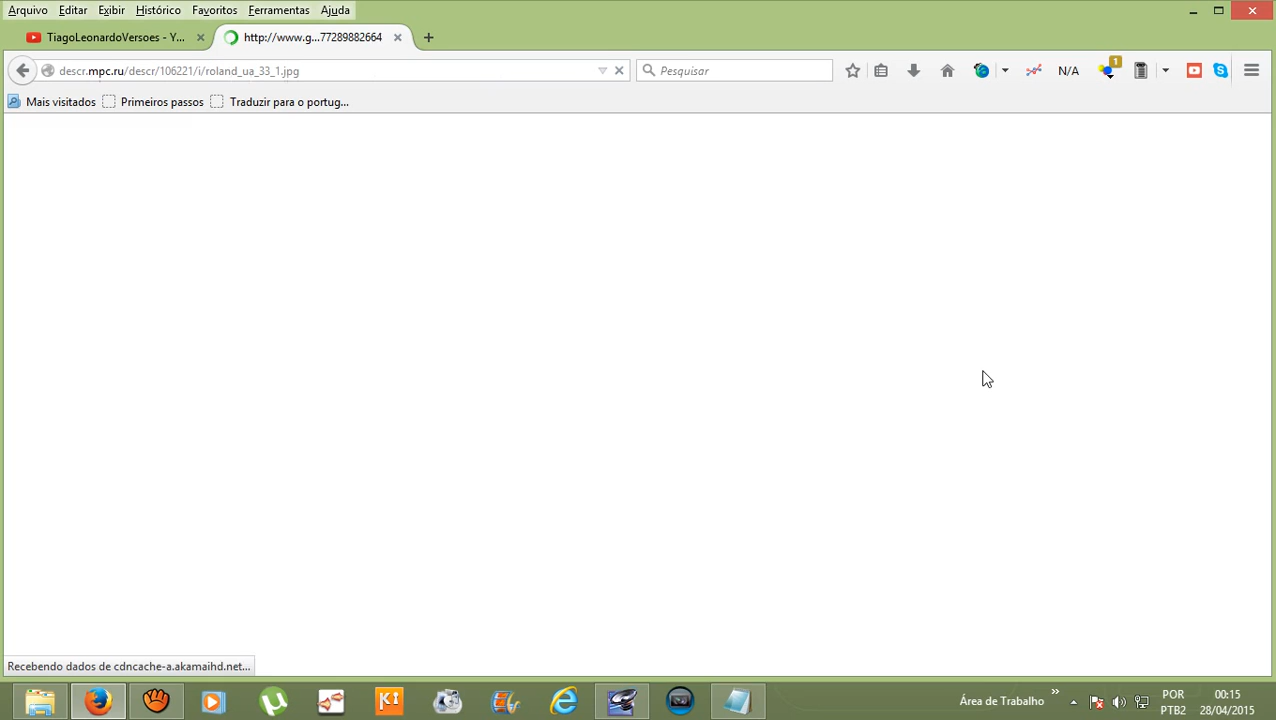 Arquivo Editar Exibir Histórico Favoritos Ferramentas Ajuda
TiagoLeonardoVersoes - Y... http://www.g...77289882664
descr.mpc.ru/descr/106221/i/roland_ua_33_1.jpg Pesquisar N/A 1
Mais visitados Primeiros passos Traduzir para o portug...
Recebendo dados de cdncache-a.akamaihd.net...
KI Área de Trabalho POR 00:15
PTB2 28/04/2015